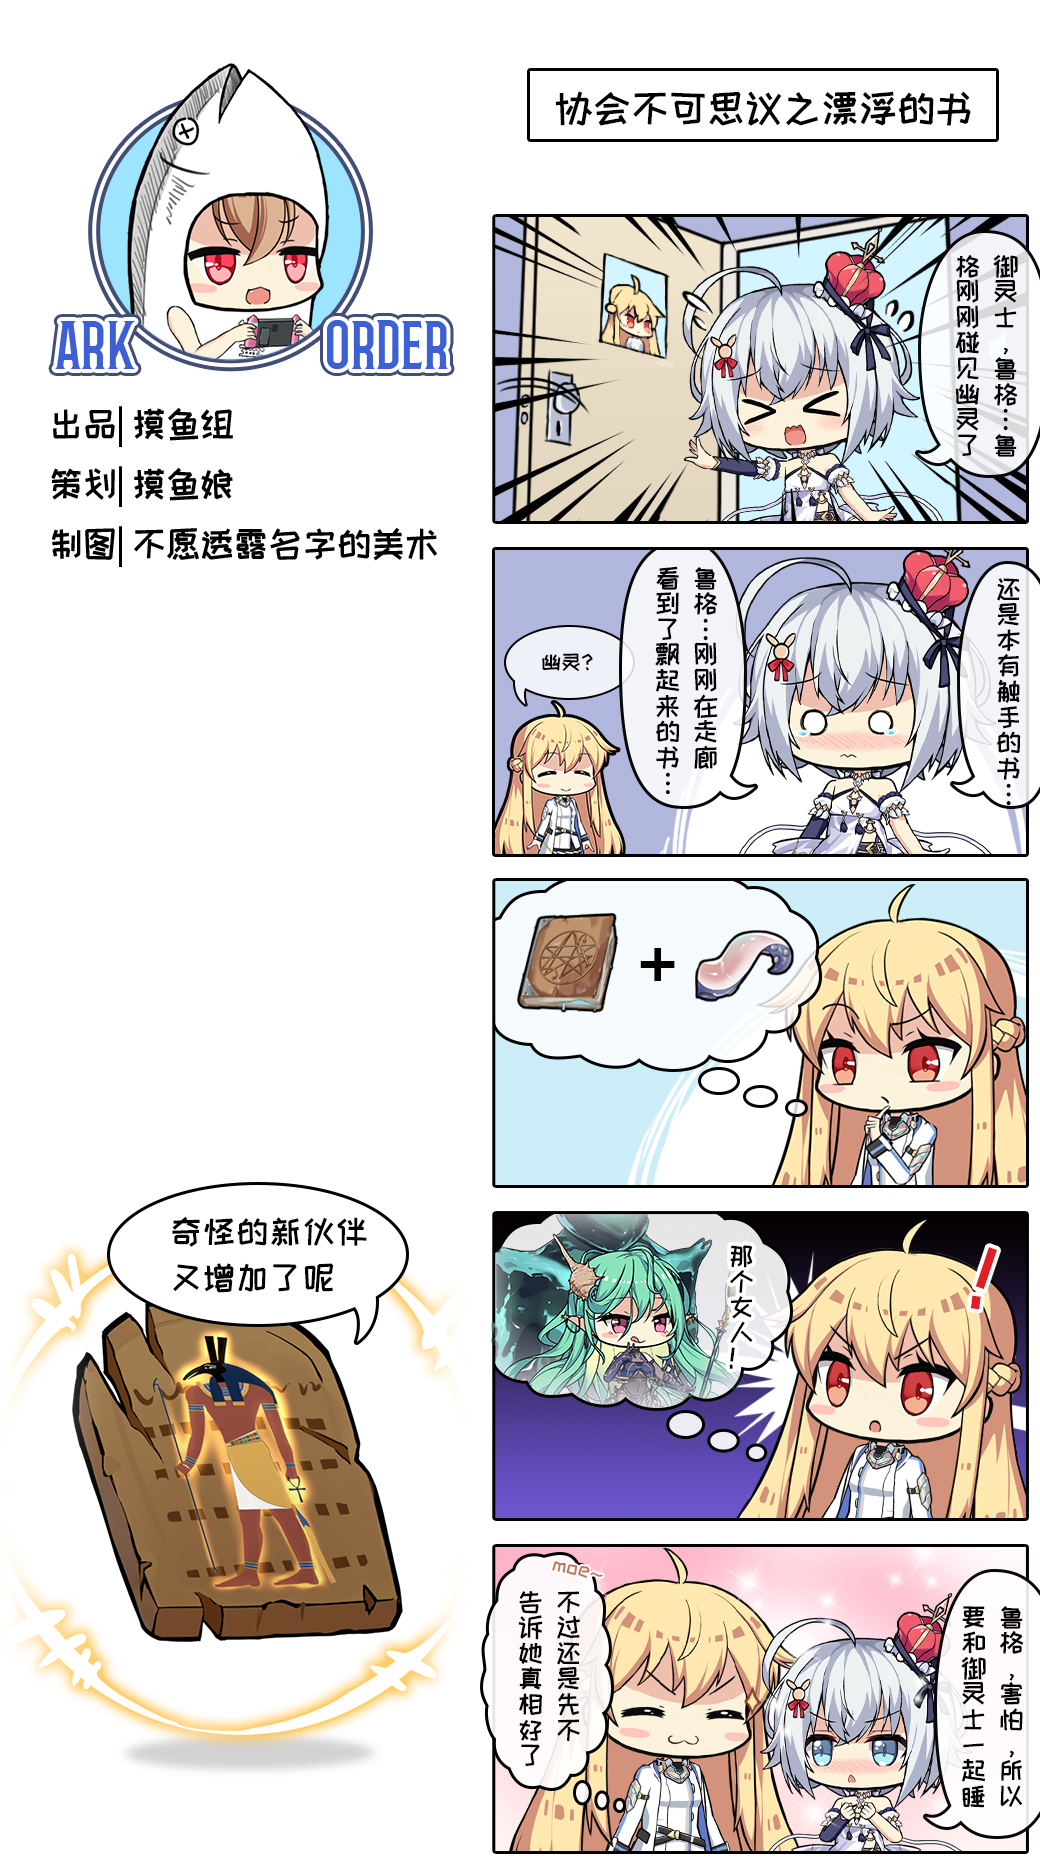 协会不可思议之漂浮的书
ARK ORDER
出品 摸鱼组
策划 摸鱼娘
制图 不愿透露名字的美术
御灵士，鲁格…鲁
格刚刚碰见幽灵了
还是本有触手的书…
鲁格…刚刚在走廊
看到了飘起来的书…
幽灵？
+
那个女人！
!
鲁格，害怕，所以
要和御灵士一起睡
moe~
不过还是先不
告诉她真相好了
奇怪的新伙伴
又增加了呢